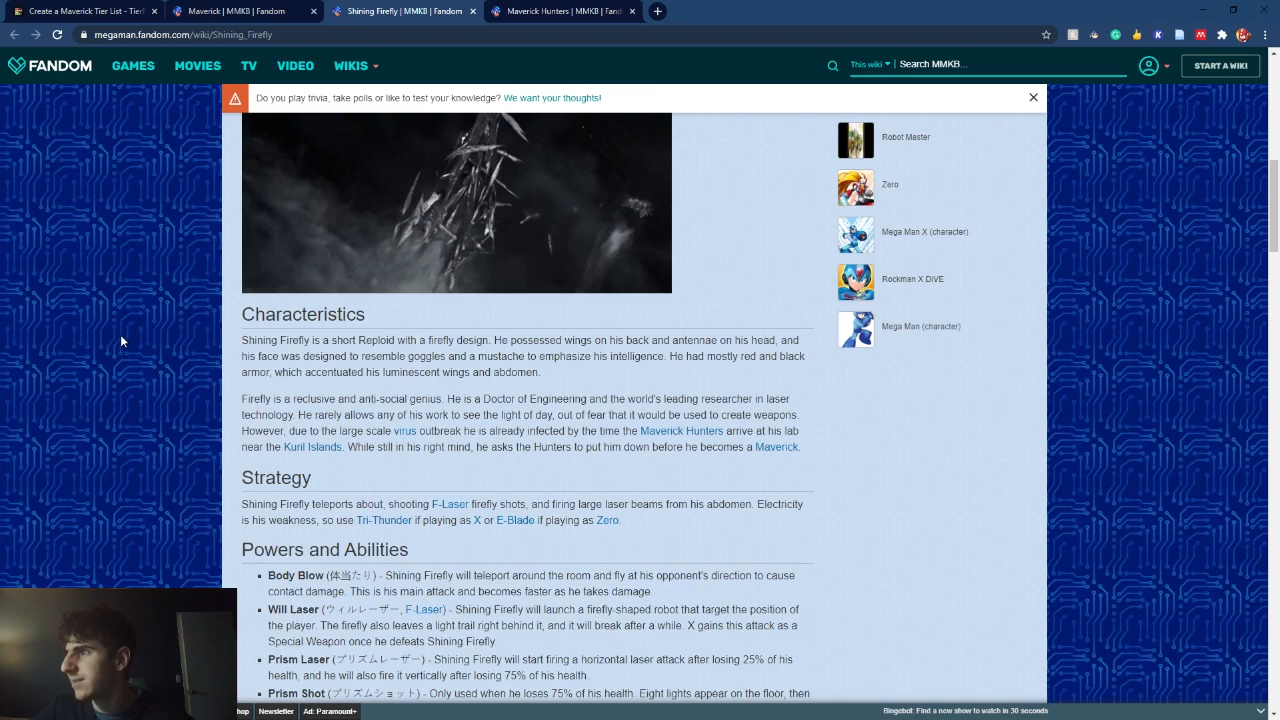 Create a Maverick Tier List - TierM
Maverick | MMKB | Fandom
Shining Firefly | MMKB | Fandom
Maverick Hunters | MMKB | Fand
megaman.fandom.com/wiki/Shining_Firefly
FANDOM GAMES MOVIES TV VIDEO WIKIS This wiki Search MMKB... START A WIKI
Do you play trivia, take polls or like to test your knowledge? We want your thoughts!
Robot Master
Zero
Mega Man X (character)
Rockman X DiVE
Mega Man (character)
Characteristics
Shining Firefly is a short Reploid with a firefly design. He possessed wings on his back and antennae on his head, and
his face was designed to resemble goggles and a mustache to emphasize his intelligence. He had mostly red and black
armor, which accentuated his luminescent wings and abdomen.
Firefly is a reclusive and anti-social genius. He is a Doctor of Engineering and the world's leading researcher in laser
technology. He rarely allows any of his work to see the light of day, out of fear that it would be used to create weapons.
However, due to the large scale virus outbreak he is already infected by the time the Maverick Hunters arrive at his lab
near the Kuril Islands. While still in his right mind, he asks the Hunters to put him down before he becomes a Maverick.
Strategy
Shining Firefly teleports about, shooting F-Laser firefly shots, and firing large laser beams from his abdomen. Electricity
is his weakness, so use Tri-Thunder if playing as X or E-Blade if playing as Zero.
Powers and Abilities
Body Blow (体当たり) - Shining Firefly will teleport around the room and fly at his opponent's direction to cause
contact damage. This is his main attack and becomes faster as he takes damage.
Will Laser (ウィルレーザー, F-Laser) - Shining Firefly will launch a firefly-shaped robot that target the position of
the player. The firefly also leaves a light trail right behind it, and it will break after a while. X gains this attack as a
Special Weapon once he defeats Shining Firefly.
Prism Laser (プリズムレーザー) - Shining Firefly will start firing a horizontal laser attack after losing 25% of his
health, and he will also fire it vertically after losing 75% of his health.
Prism Shot (プリズムショット) - Only used when he loses 75% of his health. Eight lights appear on the floor, then
hop Newsletter Ad: Paramount+ Bingebot: Find a new show to watch in 30 seconds